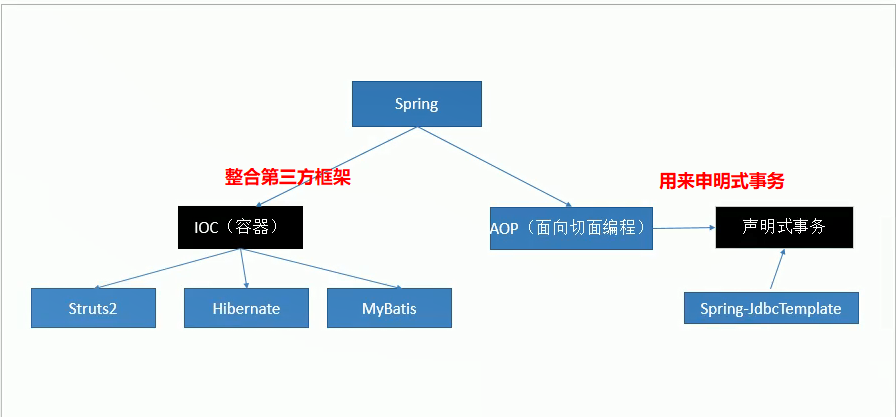 Spring
整合第三方框架
用来申明式事务
IOC（容器）
AOP（面向切面编程）
声明式事务
Struts2
Hibernate
MyBatis
Spring-JdbcTemplate